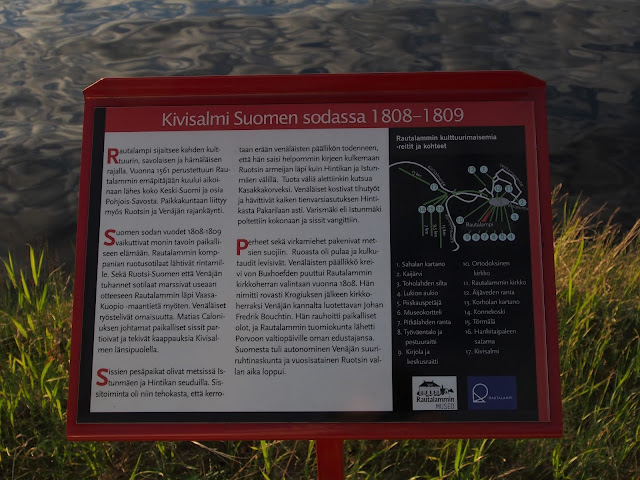 Kivisalmi Suomen sodassa 1808–1809
Rautalampi sijaitsee kahden kult-
tuurin, savolaisen ja hämäläisen
rajalla. Vuonna 1561 perustettuun Rau-
talammin emäpitäjään kuului aikoi-
naan lähes koko Keski-Suomi ja osia
Pohjois-Savosta. Paikkakuntaan liittyy
myös Ruotsin ja Venäjän rajankäynti.
Suomen sodan vuodet 1808-1809
vaikuttivat monin tavoin paikalli-
seen elämään. Rautalammin komp-
panian ruotusotilaat lähtivät rintamil-
le. Sekä Ruotsi-Suomen että Venäjän
tuhannet sotilaat marssivat useaan
otteeseen Rautalammin läpi Vaasa-
Kuopio -maantietä myöten. Venäläiset
ryöstelivät omaisuutta. Matias Caloni-
uksen johtamat paikalliset sissit par-
tioivat ja tekivät kaappauksia Kivisal-
men länsipuolella.
Sissien pesäpaikat olivat metsissä Is-
tunmäen ja Hintikan seuduilla. Sis-
sitoiminta oli niin tehokasta, että kerro-
taan erään venäläisten päällikön todenneen,
että hän saisi helpommin kirjeen kulkemaan
Ruotsin armeijan läpi kuin Hintikan ja Istun-
mäen välillä. Tuota väliä alettiinkin kutsua
Kasakkakorveksi. Venäläiset kostivat tihutyöt
ja hävittivät kaiken tienvarsiasutuksen Hinti-
kasta Pakarilaan asti. Varismäki eli Istunmäki
poltettiin kokonaan ja sissit vangittiin.
Perheet sekä virkamiehet pakenivat met-
sien suojiin. Ruoasta oli pulaa ja kulku-
taudit levisivät. Venäläisten päällikkö krei-
vi von Buxhoefden puuttui Rautalammin
kirkkoherran valintaan vuonna 1808. Hän
nimitti rovasti Krogiuksen jälkeen kirkko-
herraksi Venäjän kannalta luotettavan Johan
Fredrik Bouchtin. Hän rauhoitti paikalliset
olot, ja Rautalammin tuomiokunta lähetti
Porvoon valtiopäiville oman edustajansa.
Suomesta tuli autonominen Venäjän suuri-
ruhtinaskunta ja vuosisatainen Ruotsin val-
lan aika loppui.
Rautalammin kulttuurimaisemia
-reitit ja kohteet
Rautalampi
1. Sahalan kartano
2. Kaijärvi
3. Toholahden silta
4. Lukion aukio
5. Piiskauspetäjä
6. Museokortteli
7. Pitkälahden ranta
8. Työväentalo ja
pestuuraitti
9. Kirjola ja
keskusraitti
10. Ortodoksinen
kirkko
11. Rautalammin kirkko
12. Äijäveden ranta
13. Korholan kartano
14. Konnekoski
15. Törmälä
16. Hanhitaipaleen
satama
17. Kivisalmi
Rautalammin
MUSEO
RAUTALAMPI